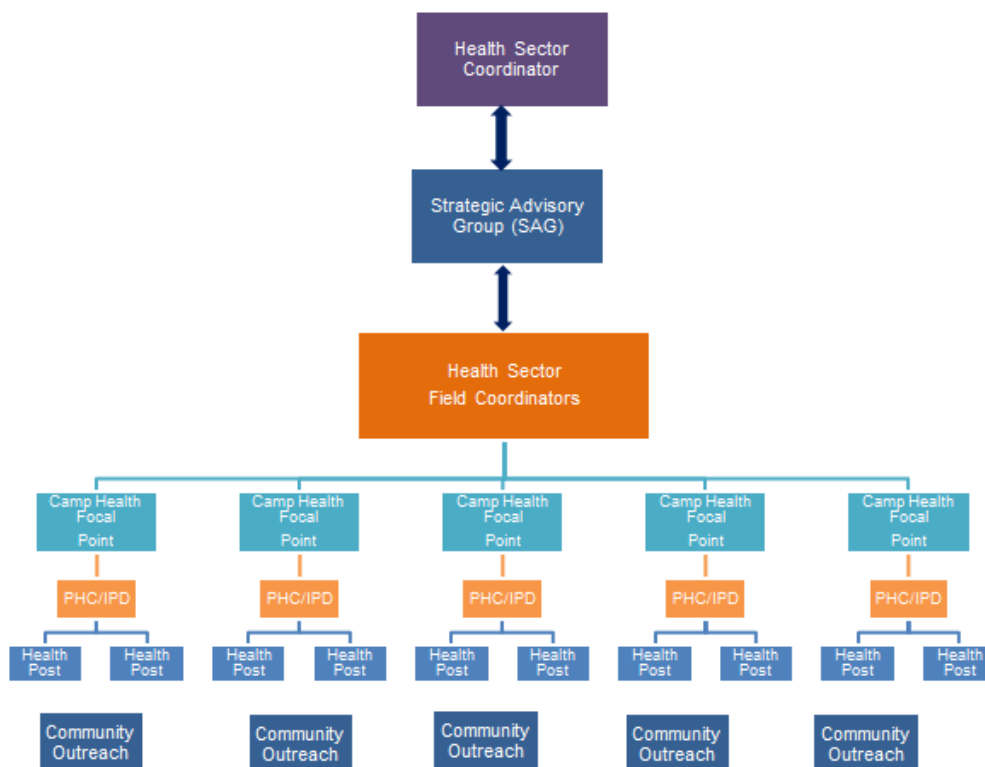 Health Sector
Coordinator
Strategic Advisory
Group (SAG)
Health Sector
Field Coordinators
Camp Health
Focal
Point
Camp Health
Focal
Point
Camp Health
Focal
Point
Camp Health
Focal
Point
Camp Health
Focal
Point
PHC/IPD
PHC/IPD
PHC/IPD
PHC/IPD
PHC/IPD
Health
Post
Health
Post
Health
Post
Health
Post
Health
Post
Health
Post
Health
Post
Health
Post
Health
Post
Health
Post
Community
Outreach
Community
Outreach
Community
Outreach
Community
Outreach
Community
Outreach